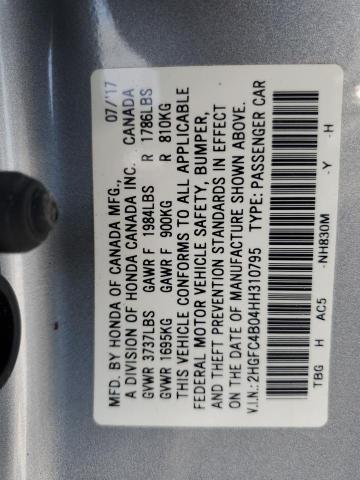 MFD. BY HONDA OF CANADA MFG., 07/'17
A DIVISION OF HONDA CANADA INC. CANADA
GVWR 3737LBS GAWR F 1984LBS R 1786LBS
GVWR 1695KG GAWR F 900KG R 810KG
THIS VEHICLE CONFORMS TO ALL APPLICABLE
FEDERAL MOTOR VEHICLE SAFETY, BUMPER,
AND THEFT PREVENTION STANDARDS IN EFFECT
ON THE DATE OF MANUFACTURE SHOWN ABOVE.
V.I.N.:2HGFC4B04HH310795 TYPE: PASSENGER CAR
TBG H AC5 -NH830M -Y -H